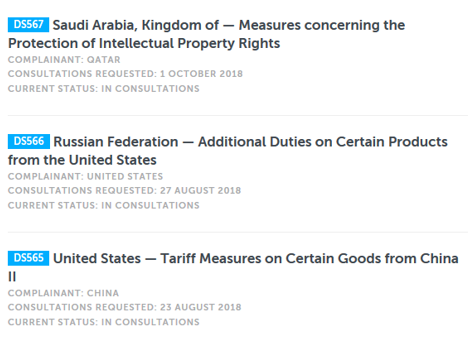 DS567 Saudi Arabia, Kingdom of — Measures concerning the
Protection of Intellectual Property Rights
COMPLAINANT: QATAR
CONSULTATIONS REQUESTED: 1 OCTOBER 2018
CURRENT STATUS: IN CONSULTATIONS
DS566 Russian Federation — Additional Duties on Certain Products
from the United States
COMPLAINANT: UNITED STATES
CONSULTATIONS REQUESTED: 27 AUGUST 2018
CURRENT STATUS: IN CONSULTATIONS
DS565 United States — Tariff Measures on Certain Goods from China
II
COMPLAINANT: CHINA
CONSULTATIONS REQUESTED: 23 AUGUST 2018
CURRENT STATUS: IN CONSULTATIONS